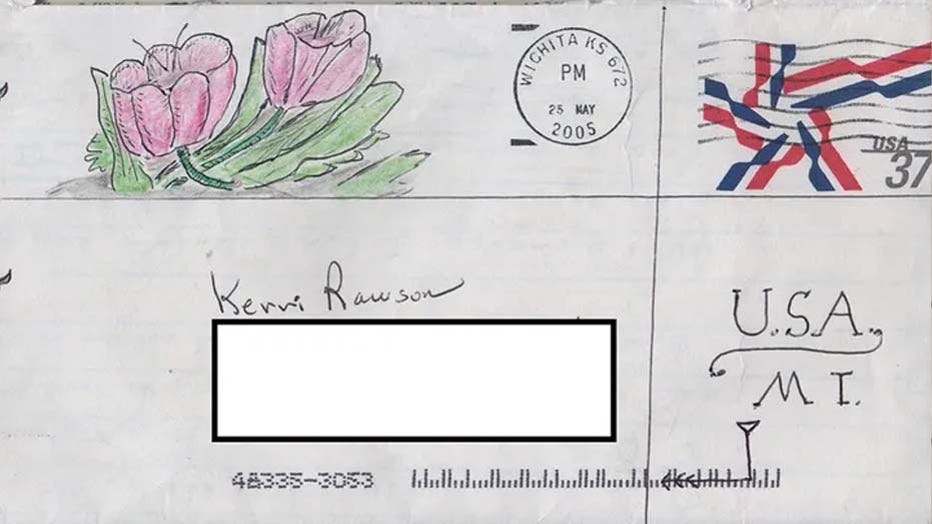 WICHITA KS 672
PM
25 MAY
2005
USA
37
Kerri Rawson
U.S.A.
M I.
48335-3053